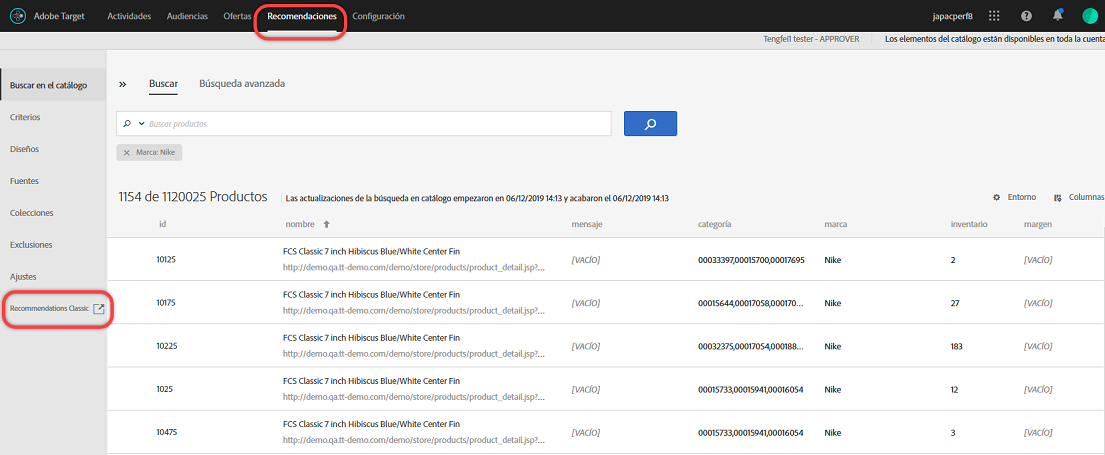 Adobe Target Actividades Audiencias Ofertas Recomendaciones Configuración japacperf8
Tengfei1 tester - APPROVER Los elementos del catálogo están disponibles en toda la cuenta
Buscar en el catálogo
Criterios
Diseños
Fuentes
Colecciones
Exclusiones
Ajustes
Recommendations Classic
Buscar Búsqueda avanzada
Buscar productos
Marca: Nike
1154 de 1120025 Productos Las actualizaciones de la búsqueda en catálogo empezaron en 06/12/2019 14:13 y acabaron el 06/12/2019 14:13 Entorno Columnas
id nombre mensaje categoría marca inventario margen
10125 FCS Classic 7 inch Hibiscus Blue/White Center Fin [VACÍO] 00033397,00015700,00017695 Nike 2 [VACÍO]
http://demo.qa.tt-demo.com/demo/store/products/product_detail.jsp?...
10175 FCS Classic 7 inch Hibiscus Blue/White Center Fin [VACÍO] 00015644,00017058,000170... Nike 27 [VACÍO]
http://demo.qa.tt-demo.com/demo/store/products/product_detail.jsp?...
10225 FCS Classic 7 inch Hibiscus Blue/White Center Fin [VACÍO] 00032375,00017054,000188... Nike 183 [VACÍO]
http://demo.qa.tt-demo.com/demo/store/products/product_detail.jsp?...
1025 FCS Classic 7 inch Hibiscus Blue/White Center Fin [VACÍO] 00015733,00015941,00016054 Nike 12 [VACÍO]
http://demo.qa.tt-demo.com/demo/store/products/product_detail.jsp?...
10475 FCS Classic 7 inch Hibiscus Blue/White Center Fin [VACÍO] 00015733,00015941,00016054 Nike 3 [VACÍO]
http://demo.qa.tt-demo.com/demo/store/products/product_detail.jsp?...